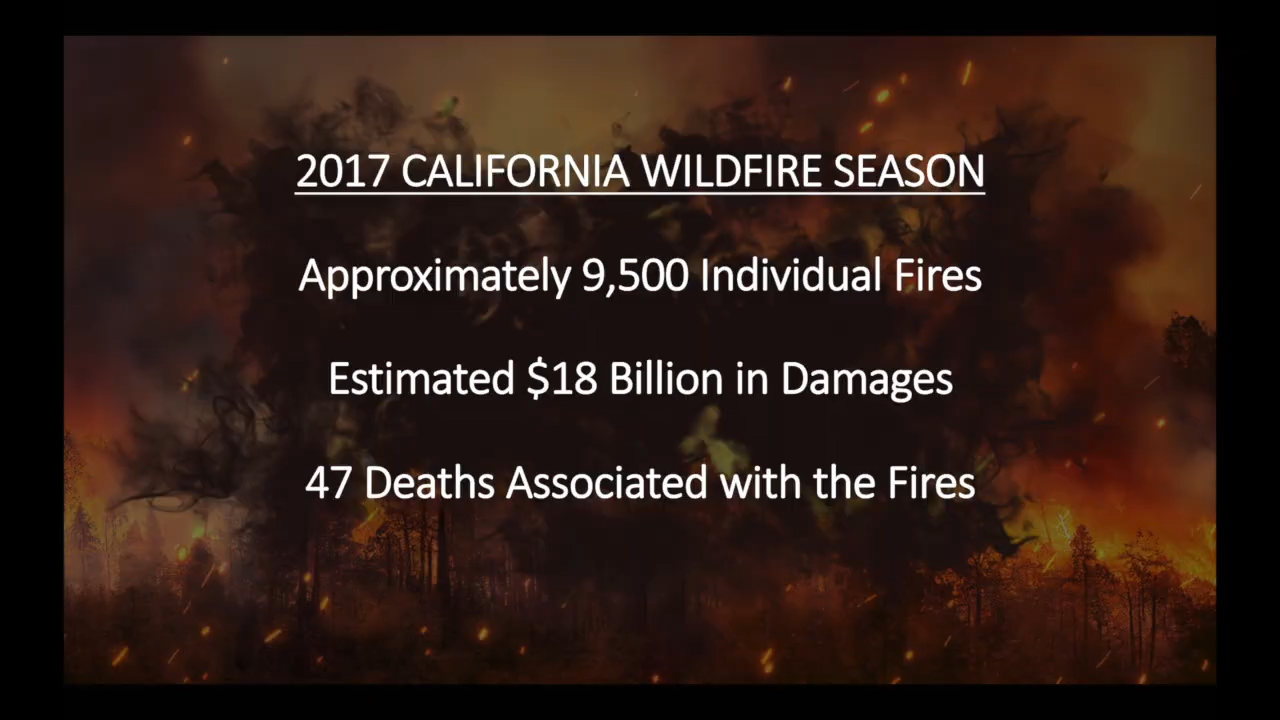 2017 CALIFORNIA WILDFIRE SEASON
Approximately 9,500 Individual Fires
Estimated $18 Billion in Damages
47 Deaths Associated with the Fires